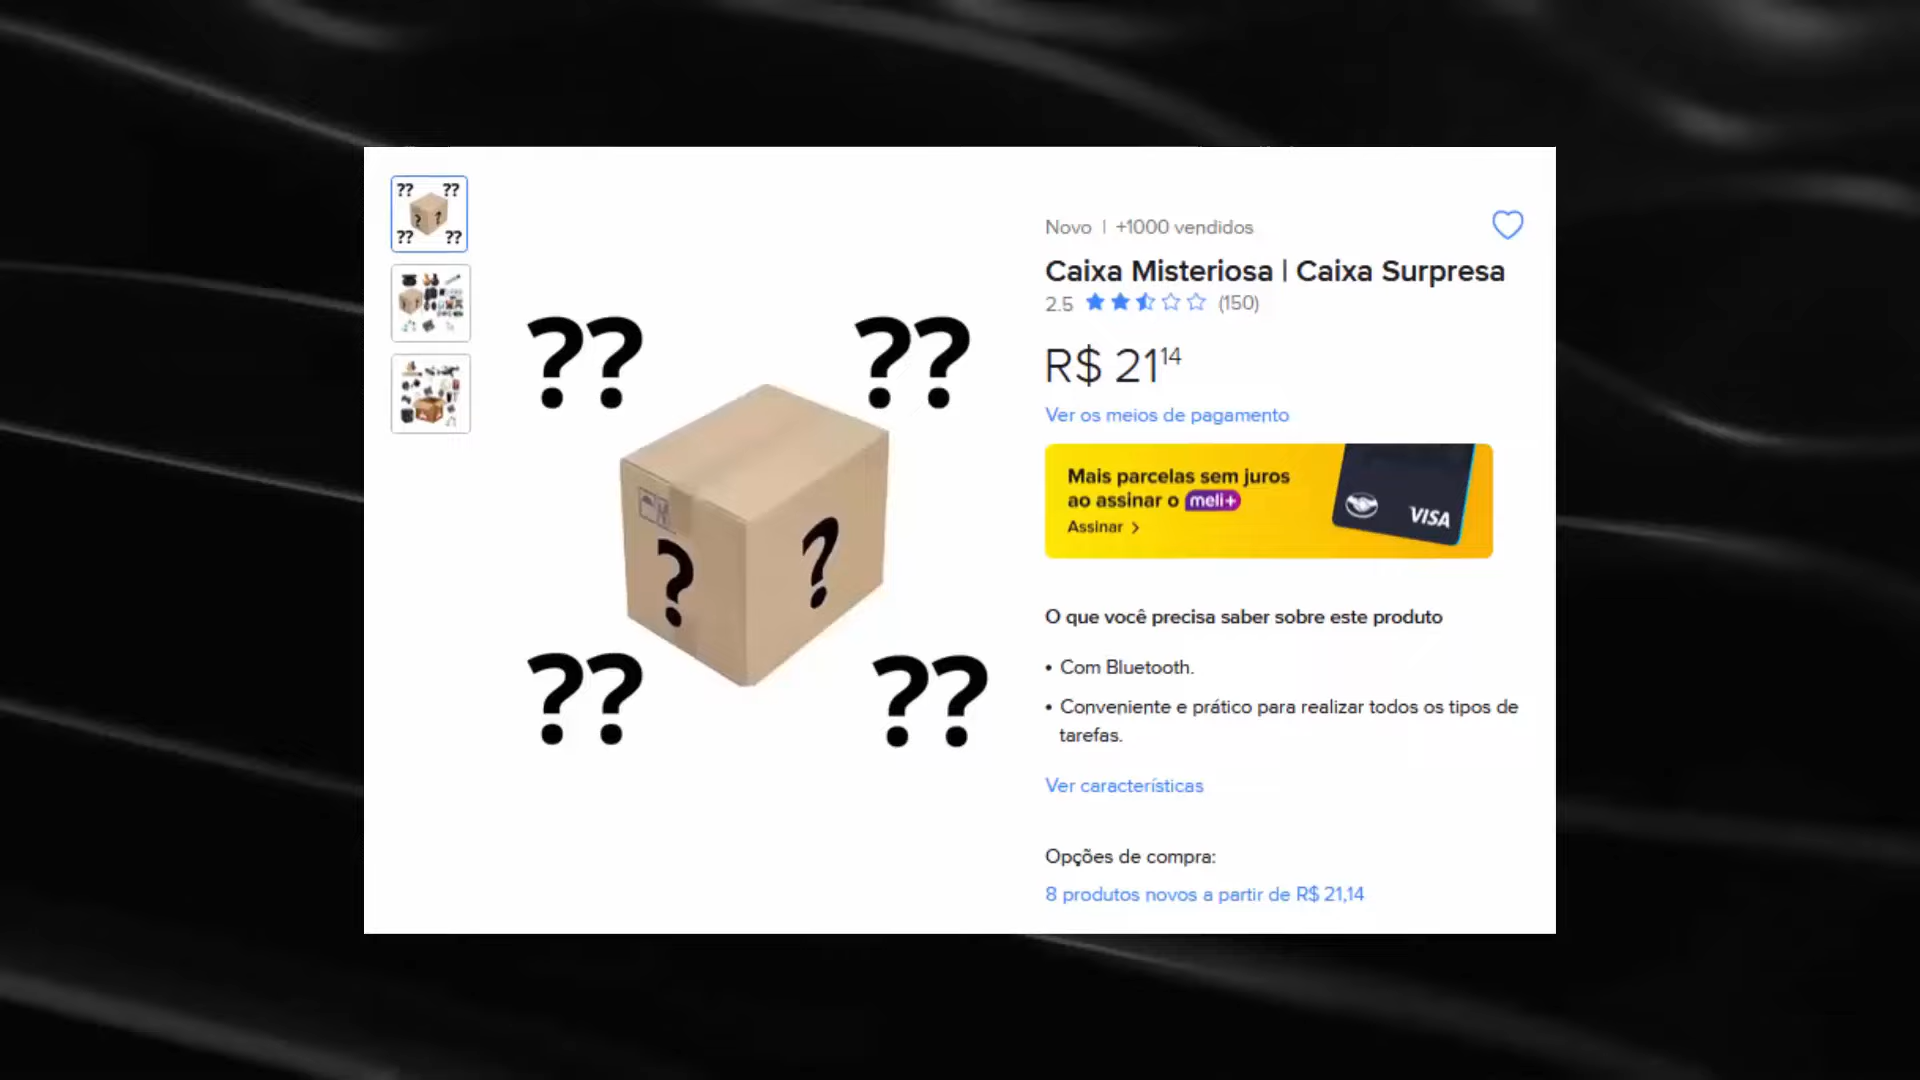 ?? ??
? ?
?? ??
?? ??
? ?
?? ??
Novo | +1000 vendidos
Caixa Misteriosa | Caixa Surpresa
2.5 (150)
R$ 2114
Ver os meios de pagamento
Mais parcelas sem juros
ao assinar o meli+
Assinar >
VISA
O que você precisa saber sobre este produto
• Com Bluetooth.
• Conveniente e prático para realizar todos os tipos de
tarefas.
Ver características
Opções de compra:
8 produtos novos a partir de R$ 21,14